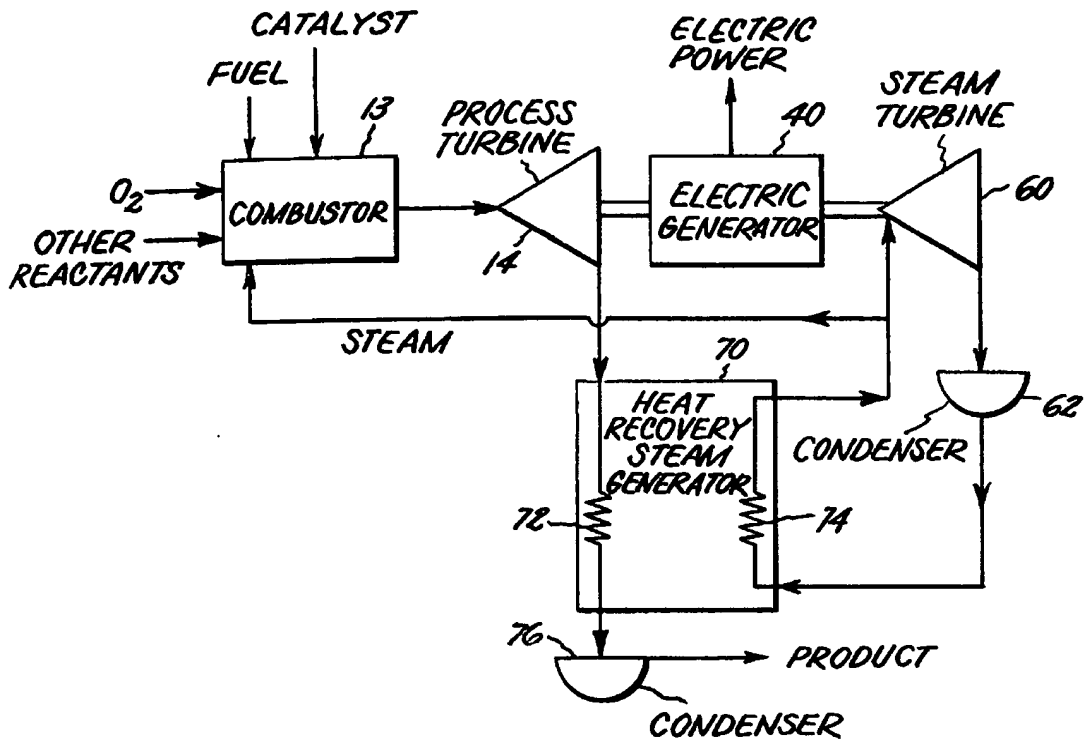 CATALYST
FUEL
13
O2
OTHER
REACTANTS
COMBUSTOR
PROCESS
TURBINE
14
ELECTRIC
POWER
40
ELECTRIC
GENERATOR
STEAM
TURBINE
60
STEAM
70
HEAT
RECOVERY
STEAM
GENERATOR
72
74
62
CONDENSER
76
PRODUCT
CONDENSER